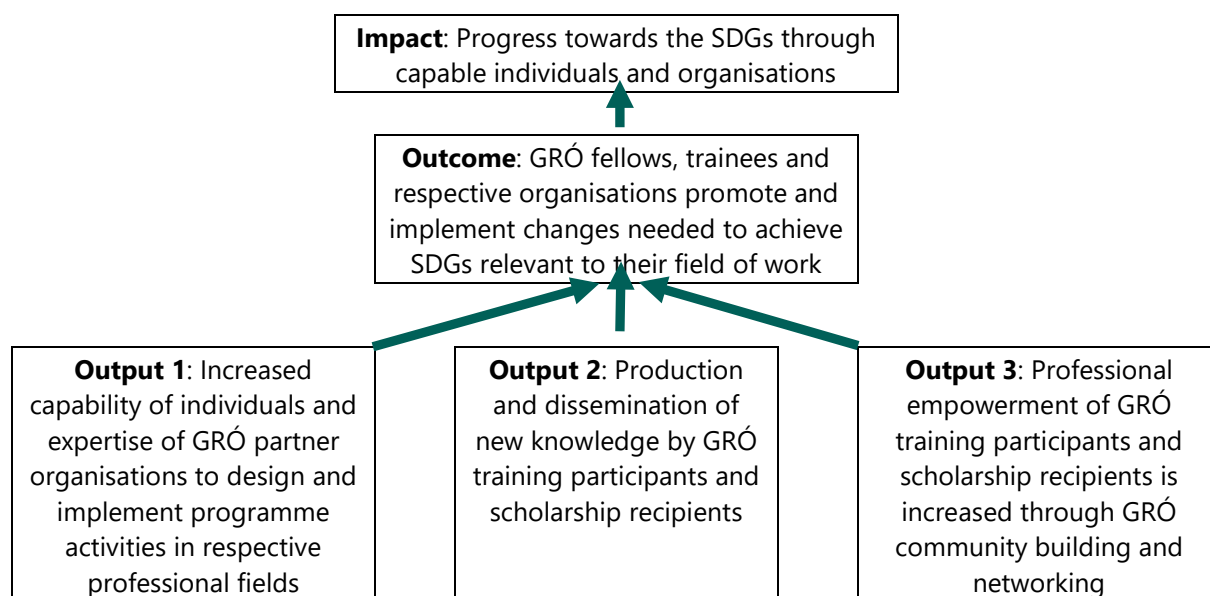 Impact: Progress towards the SDGs through
capable individuals and organisations
Outcome: GRÓ fellows, trainees and
respective organisations promote and
implement changes needed to achieve
SDGs relevant to their field of work
Output 1: Increased
capability of individuals and
expertise of GRÓ partner
organisations to design and
implement programme
activities in respective
professional fields
Output 2: Production
and dissemination of
new knowledge by GRÓ
training participants and
scholarship recipients
Output 3: Professional
empowerment of GRÓ
training participants and
scholarship recipients is
increased through GRÓ
community building and
networking